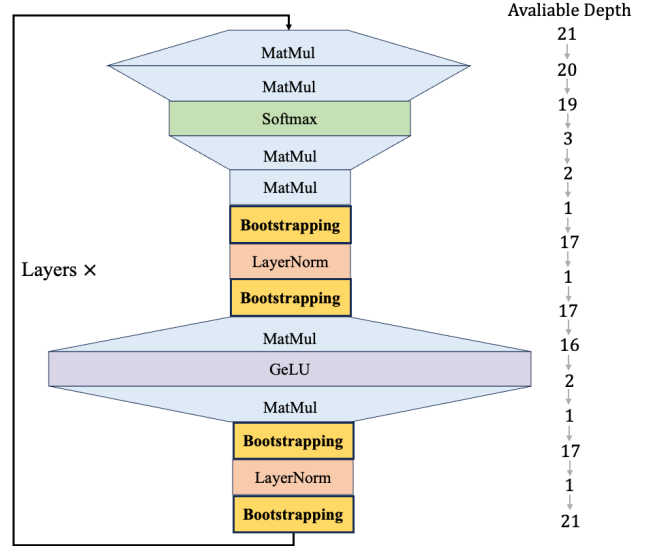 Avaliable Depth
21
MatMul
20
MatMul
19
Softmax
3
MatMul
2
MatMul
1
Bootstrapping
17
LayerNorm
Layers ×
1
Bootstrapping
17
MatMul
16
GeLU
2
MatMul
1
Bootstrapping
17
LayerNorm
1
Bootstrapping
21